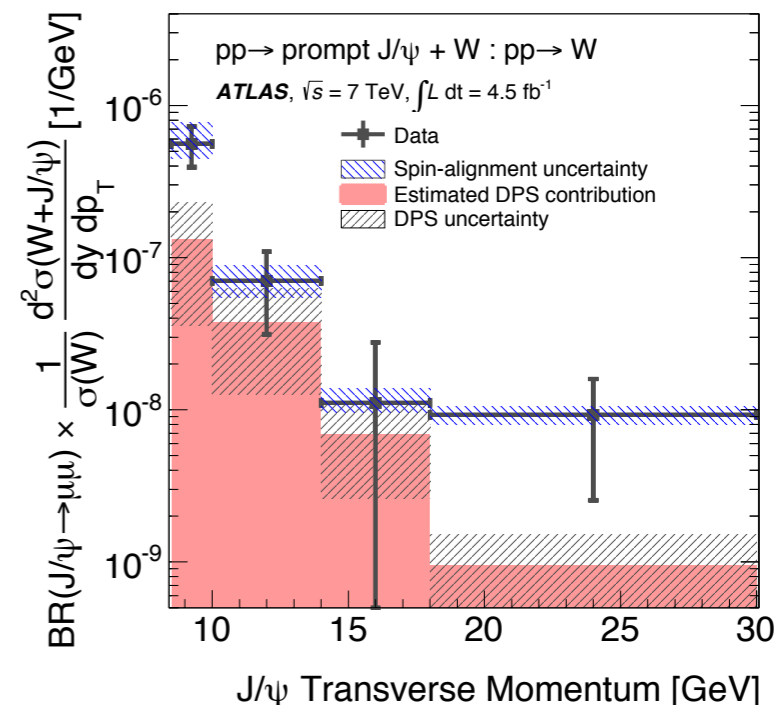 pp→ prompt J/ψ + W : pp→ W
ATLAS, √s = 7 TeV, ∫L dt = 4.5 fb⁻¹
Data
Spin-alignment uncertainty
Estimated DPS contribution
DPS uncertainty
BR(J/ψ→μμ) × 1/σ(W) d²σ(W+J/ψ)/dy dp_T [1/GeV]
10⁻⁶
10⁻⁷
10⁻⁸
10⁻⁹
10 15 20 25 30
J/ψ Transverse Momentum [GeV]